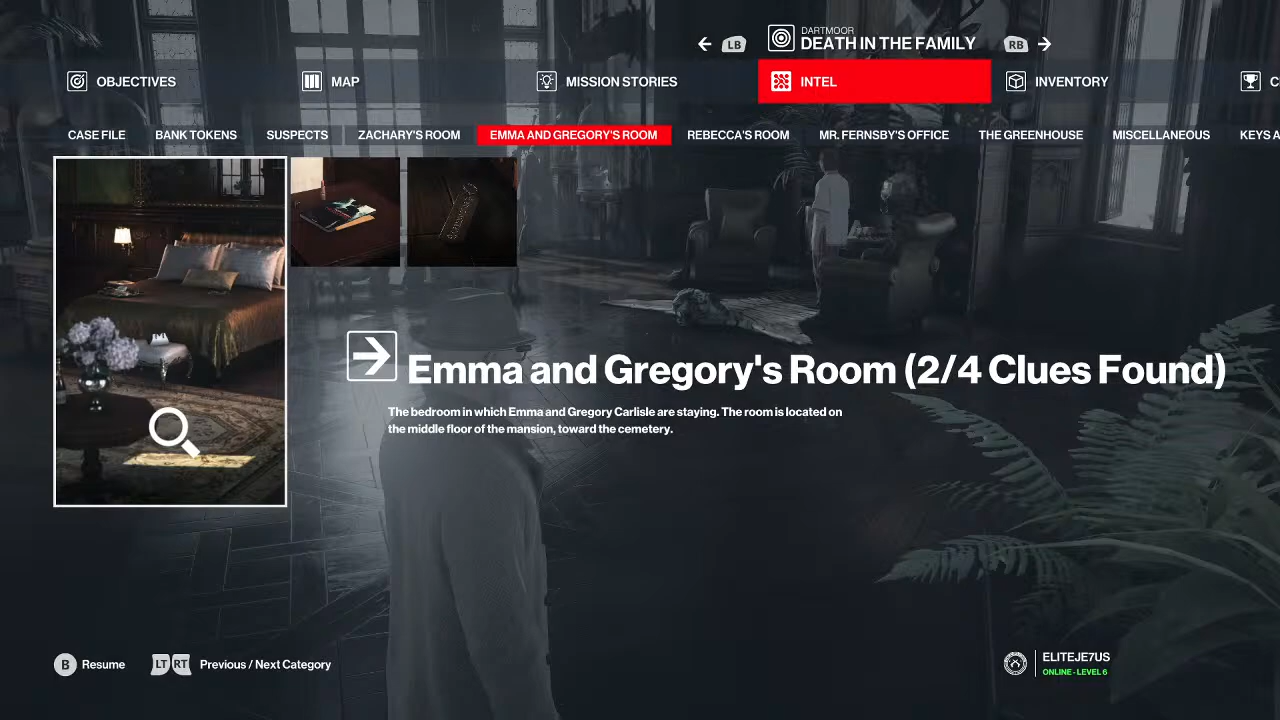 LB
DARTMOOR
DEATH IN THE FAMILY
RB
OBJECTIVES
MAP
MISSION STORIES
INTEL
INVENTORY
C
CASE FILE
BANK TOKENS
SUSPECTS
ZACHARY'S ROOM
EMMA AND GREGORY'S ROOM
REBECCA'S ROOM
MR. FERNSBY'S OFFICE
THE GREENHOUSE
MISCELLANEOUS
KEYS A
Emma and Gregory's Room (2/4 Clues Found)
The bedroom in which Emma and Gregory Carlisle are staying. The room is located on
the middle floor of the mansion, toward the cemetery.
B Resume
LT RT Previous / Next Category
ELITEJE7US
ONLINE - LEVEL 6